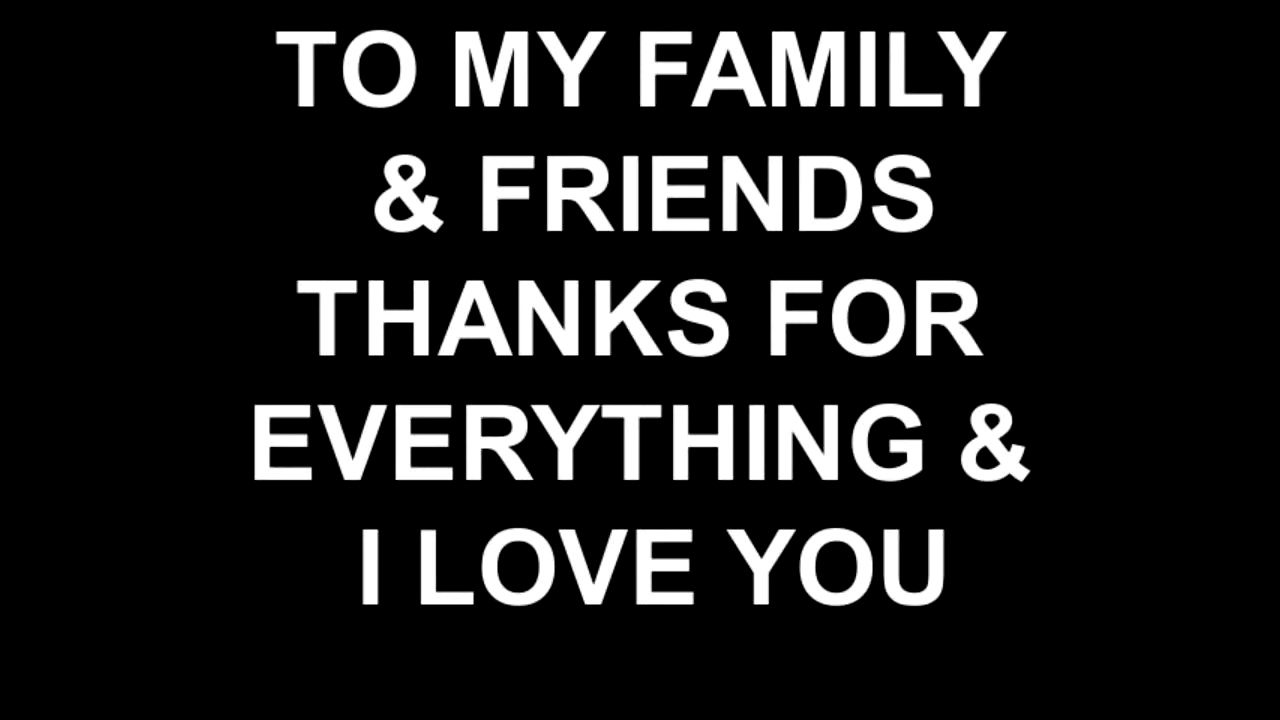 TO MY FAMILY
& FRIENDS
THANKS FOR
EVERYTHING &
I LOVE YOU